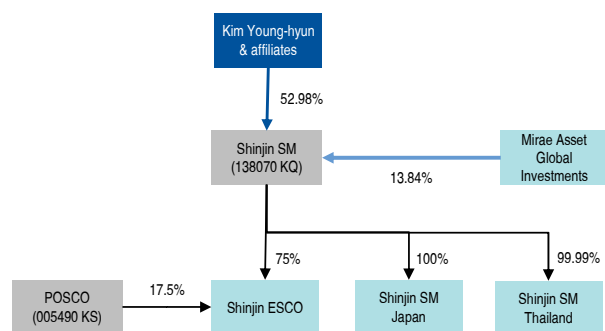 Kim Young-hyun
& affiliates
52.98%
Shinjin SM
(138070 KQ)
13.84%
Mirae Asset
Global
Investments
75%
100%
99.99%
POSCO
(005490 KS)
17.5%
Shinjin ESCO
Shinjin SM
Japan
Shinjin SM
Thailand